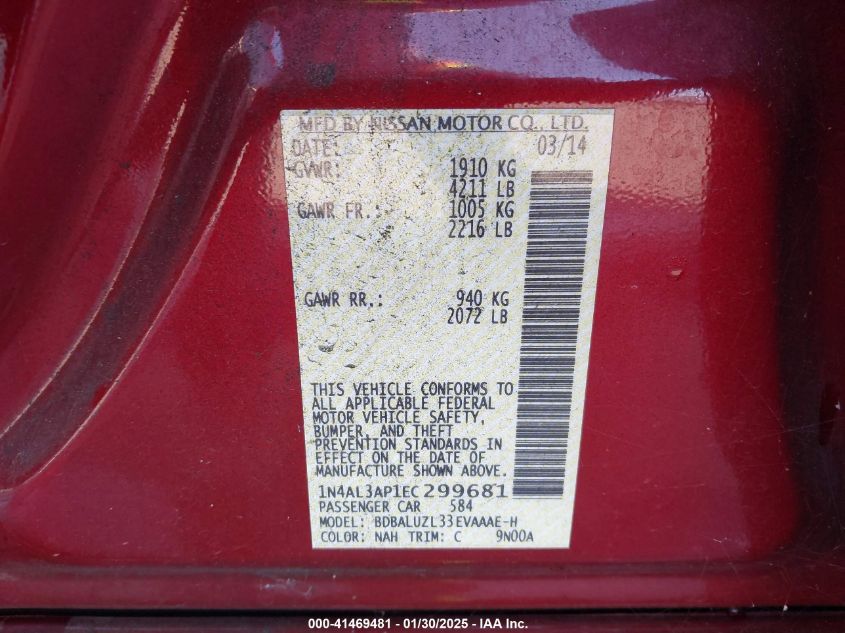 MFD BY NISSAN MOTOR CO., LTD.
DATE: 03/14
GVWR: 1910 KG
4211 LB
GAWR FR.: 1005 KG
2216 LB
GAWR RR.: 940 KG
2072 LB
THIS VEHICLE CONFORMS TO
ALL APPLICABLE FEDERAL
MOTOR VEHICLE SAFETY,
BUMPER, AND THEFT
PREVENTION STANDARDS IN
EFFECT ON THE DATE OF
MANUFACTURE SHOWN ABOVE.
1N4AL3AP1EC299681
PASSENGER CAR 584
MODEL: BDBALUZL33EVAAAE-H
COLOR: NAH TRIM: C 9N00A
000-41469481 - 01/30/2025 - IAA Inc.